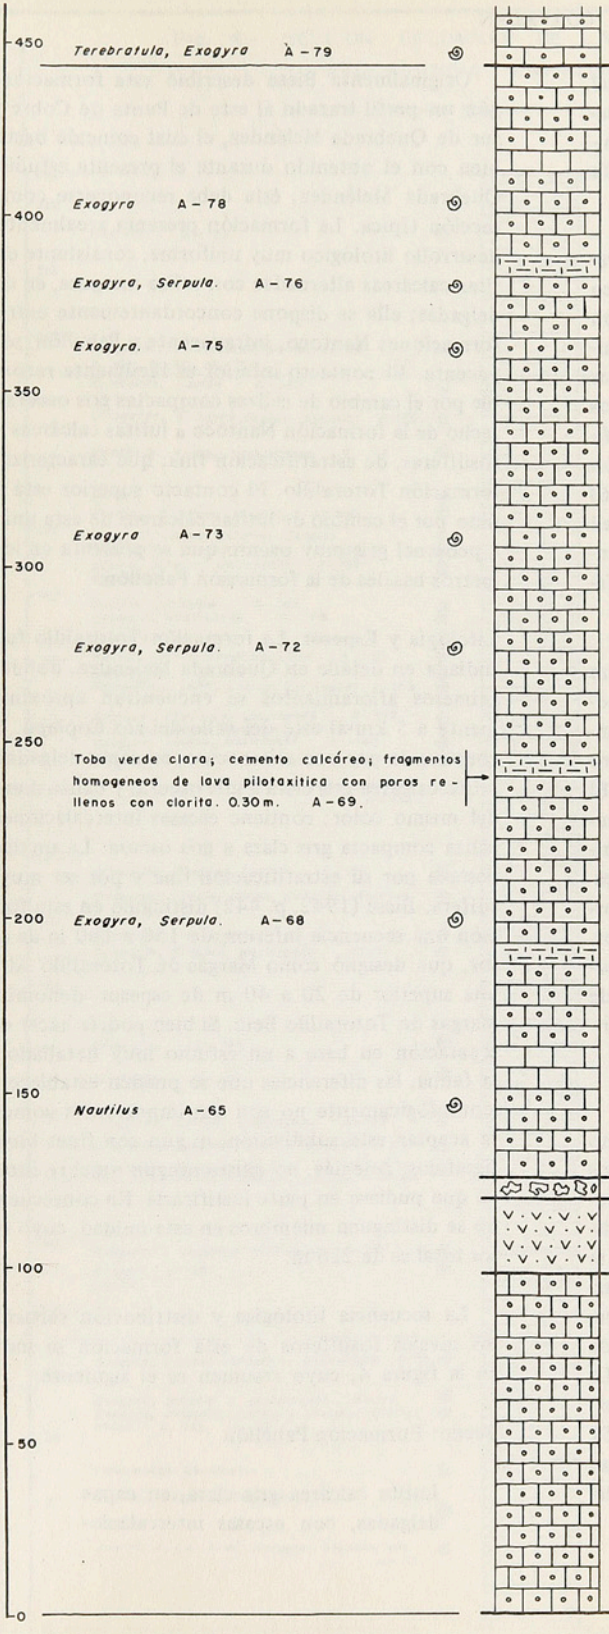 450
Terebratula, Exogyra A-79
400
Exogyra A-78
Exogyra, Serpula A-76
Exogyra. A-75
350
Exogyra A-73
300
Exogyra, Serpula. A-72
250
Toba verde clara; cemento calcáreo; fragmentos
homogeneos de lava pilotaxitica con poros re-
llenos con clorita. 0.30m. A-69.
200
Exogyra, Serpula. A-68
150
Nautilus A-65
100
50
0